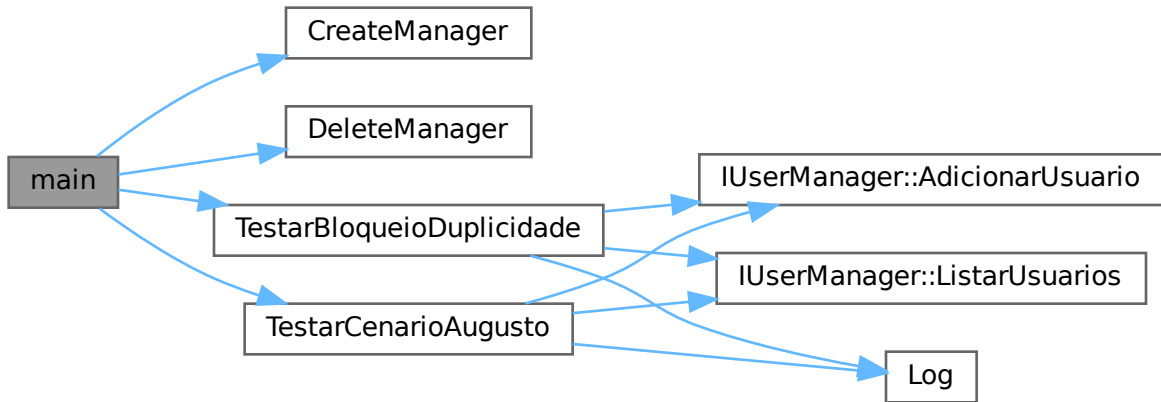 CreateManager
DeleteManager
main
IUserManager::AdicionarUsuario
TestarBloqueioDuplicidade
IUserManager::ListarUsuarios
TestarCenarioAugusto
Log